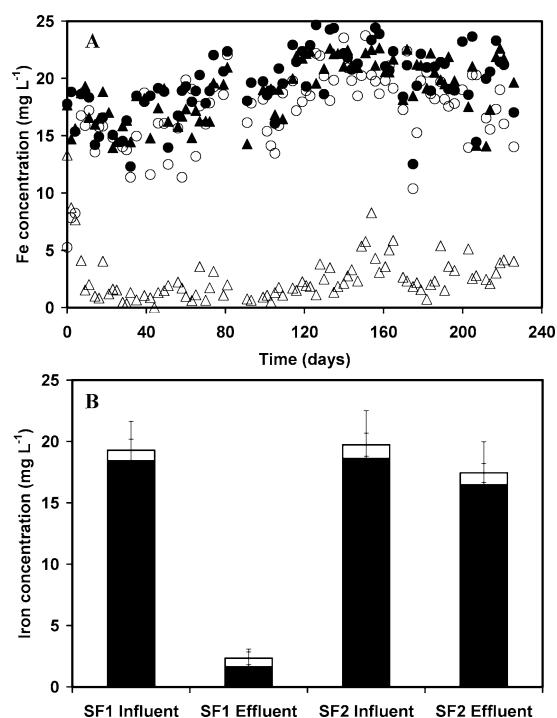 A
Fe concentration (mg L⁻¹)
25
20
15
10
5
0
0 40 80 120 160 200 240
Time (days)
B
Iron concentration (mg L⁻¹)
25
20
15
10
5
0
SF1 Influent SF1 Effluent SF2 Influent SF2 Effluent